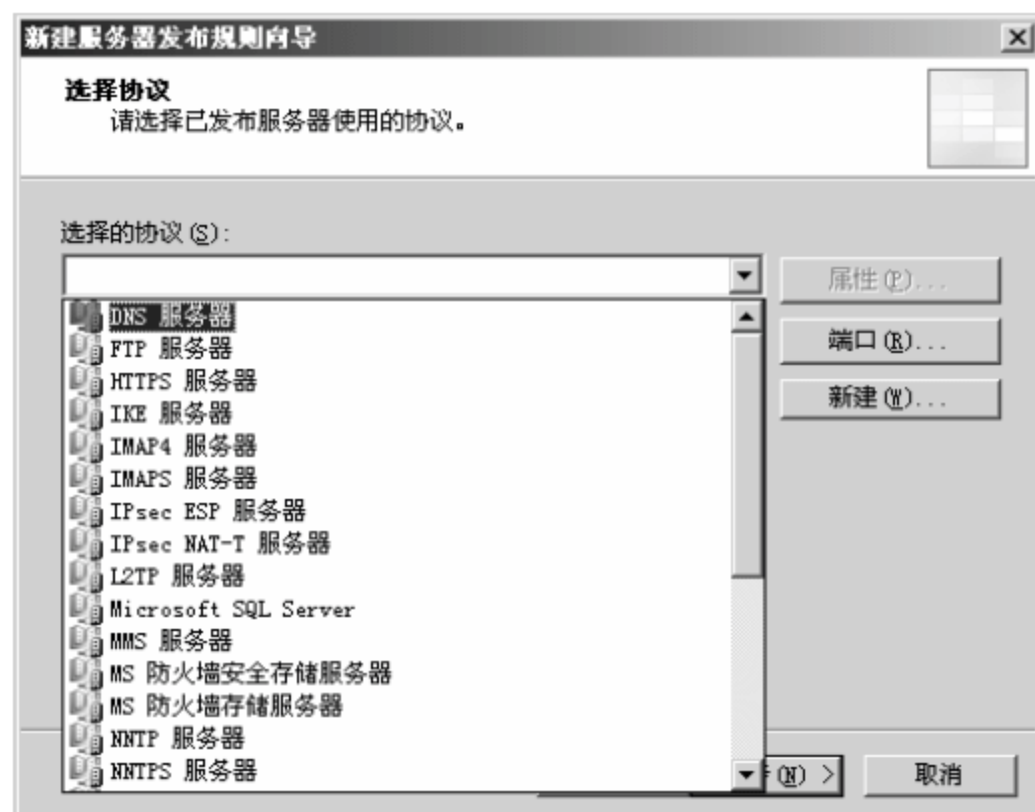 新建服务器发布规则向导
选择协议
请选择已发布服务器使用的协议。
选择的协议(S):
属性(P)...
DNS 服务器
FTP 服务器
端口(R)...
HTTPS 服务器
新建(W)...
IKE 服务器
IMAP4 服务器
IMAPS 服务器
IPsec ESP 服务器
IPsec NAT-T 服务器
L2TP 服务器
Microsoft SQL Server
MMS 服务器
MS 防火墙安全存储服务器
MS 防火墙存储服务器
NNTP 服务器
NNTPS 服务器
(N) >
取消